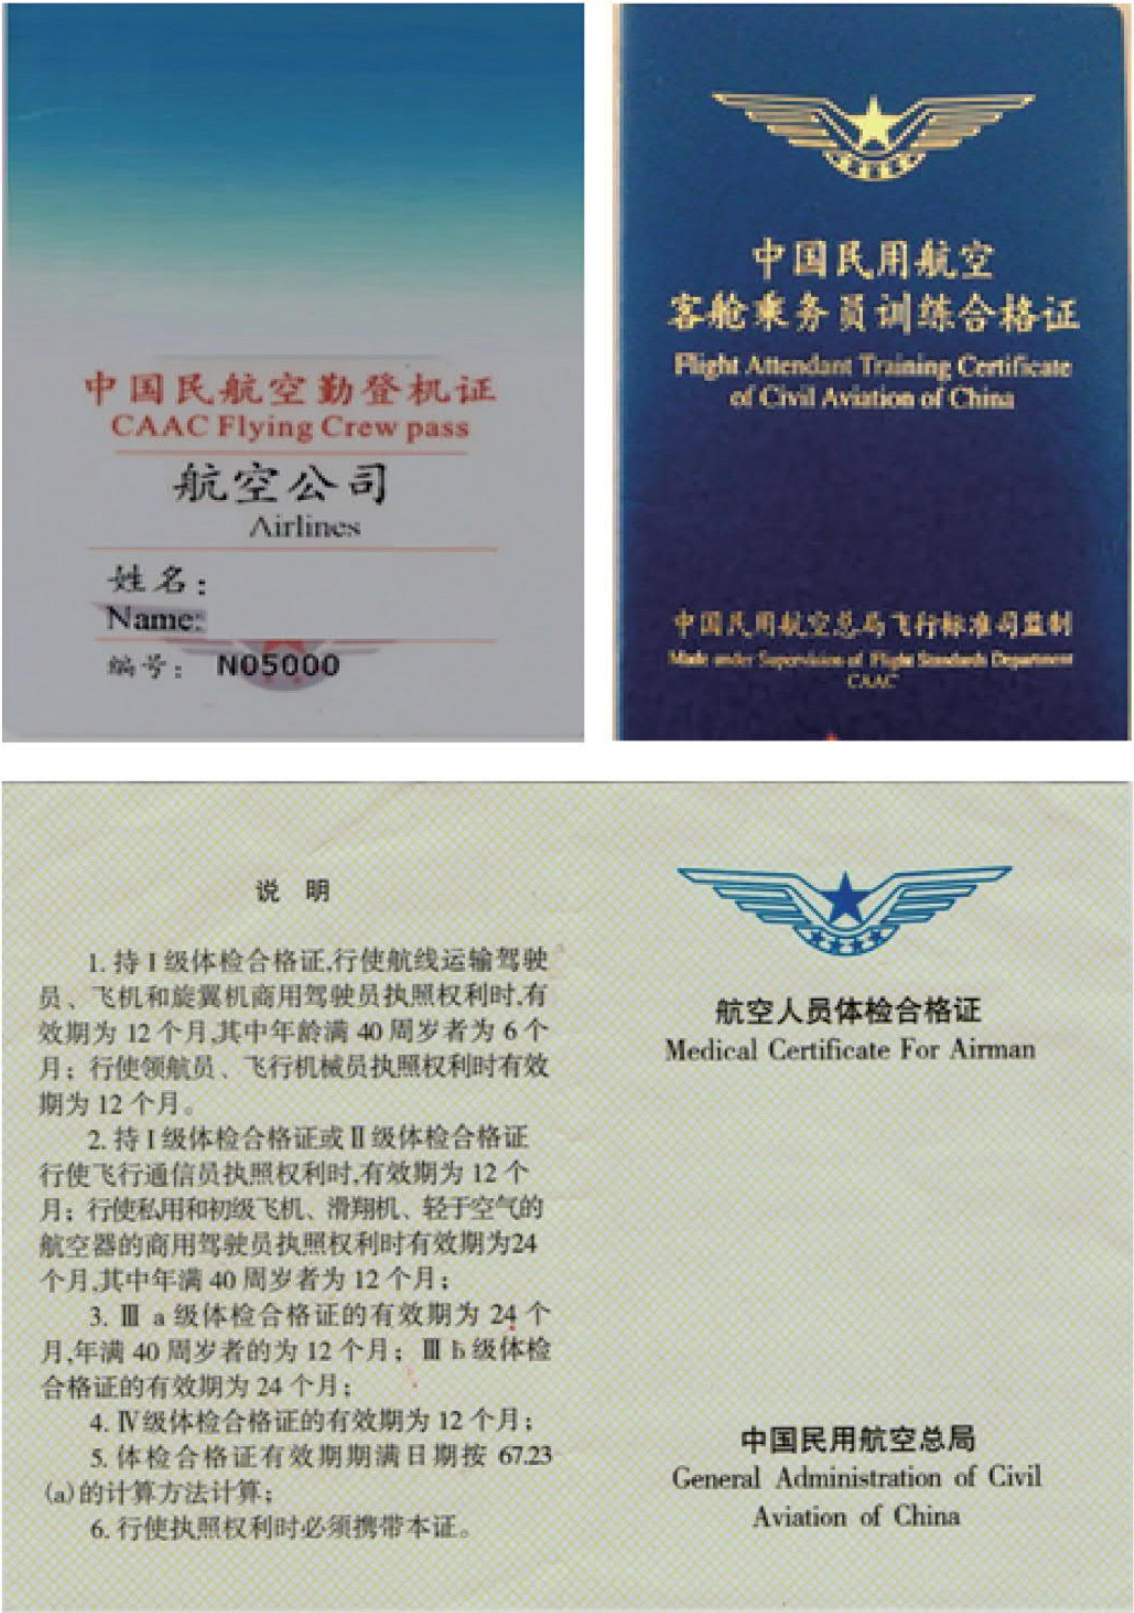 中国民航空勤登机证
CAAC Flying Crew pass
航空公司
Airlines
姓名：
Name:
编号： N05000
中国民用航空
客舱乘务员训练合格证
Flight Attendant Training Certificate
of Civil Aviation of China
中国民用航空总局飞行标准司监制
Made under Supervision of Flight Standards Department
CAAC
说 明
1. 持Ⅰ级体检合格证,行使航线运输驾驶
员、飞机和旋翼机商用驾驶员执照权利时,有
效期为 12 个月,其中年龄满 40 周岁者为 6 个
月；行使领航员、飞行机械员执照权利时有效
期为 12 个月。
2. 持Ⅰ级体检合格证或Ⅱ级体检合格证
行使飞行通信员执照权利时,有效期为 12 个
月；行使私用和初级飞机、滑翔机、轻于空气的
航空器的商用驾驶员执照权利时有效期为24
个月,其中年满 40 周岁者为 12 个月；
3. Ⅲ a 级体检合格证的有效期为 24 个
月,年满 40 周岁者的为 12 个月；Ⅲ b 级体检
合格证的有效期为 24 个月；
4. Ⅳ级体检合格证的有效期为 12 个月；
5. 体检合格证有效期期满日期按 67.23
(a)的计算方法计算；
6. 行使执照权利时必须携带本证。
航空人员体检合格证
Medical Certificate For Airman
中国民用航空总局
General Administration of Civil
Aviation of China